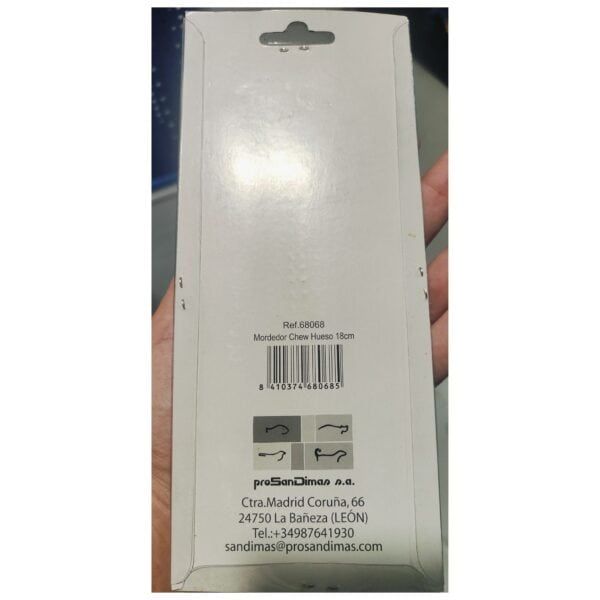 Ref.68068
Mordedor Chew Hueso 18cm
8 410374 680685
proSanDimas s.a.
Ctra.Madrid Coruña, 66
24750 La Bañeza (LEÓN)
Tel.:+34987641930
sandimas@prosandimas.com